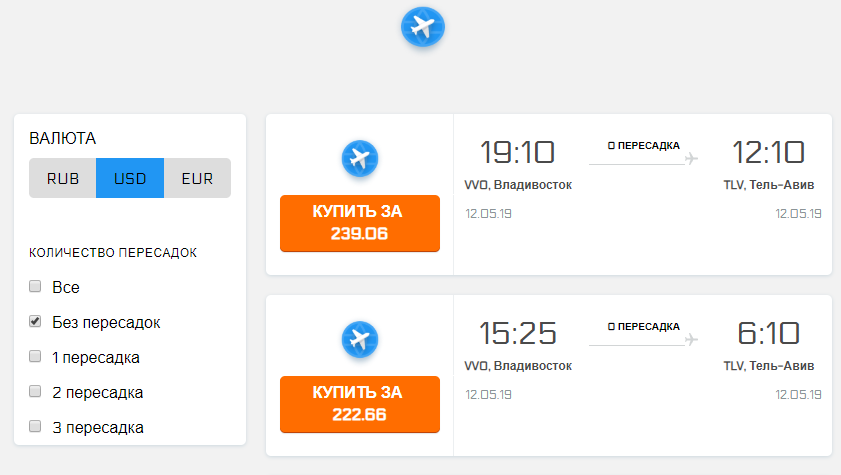 ВАЛЮТА
RUB USD EUR
КОЛИЧЕСТВО ПЕРЕСАДОК
Все
Без пересадок
1 пересадка
2 пересадка
3 пересадка
КУПИТЬ ЗА
239.06
19:10
VVO, Владивосток
12.05.19
0 ПЕРЕСАДКА
12:10
TLV, Тель-Авив
12.05.19
КУПИТЬ ЗА
222.66
15:25
VVO, Владивосток
12.05.19
0 ПЕРЕСАДКА
6:10
TLV, Тель-Авив
12.05.19